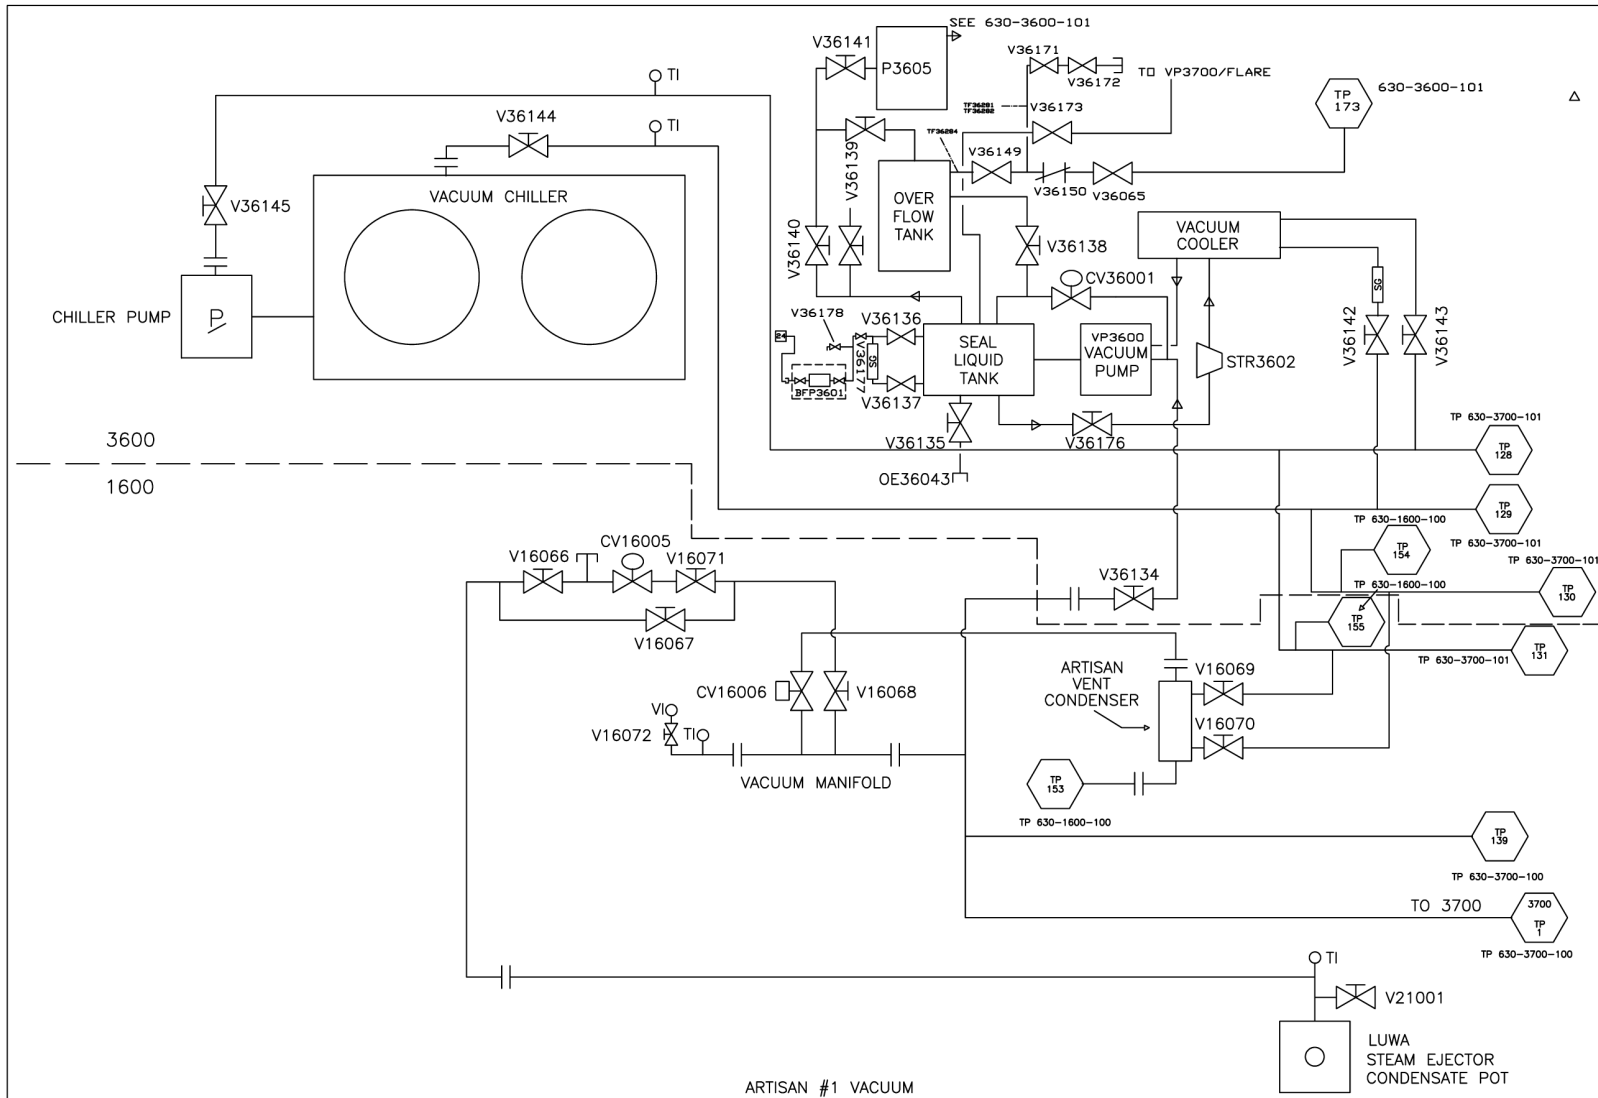 SEE 630-3600-101
V36141
P3605
V36171
V36172
TO VP3700/FLARE
630-3600-101
TP
173
TI
TF36281
TF36282
V36173
V36144
TI
TF36284
V36149
V36150
V36065
V36139
V36145
VACUUM CHILLER
OVER
FLOW
TANK
V36140
V36138
VACUUM
COOLER
CV36001
SG
V36142
V36143
CHILLER PUMP
P
V36178
V36136
24
V36177
SG
BFP3601
V36137
SEAL
LIQUID
TANK
VP3600
VACUUM
PUMP
STR3602
V36135
V36176
OE36043
3600
1600
TP 630-3700-101
TP
128
TP
129
TP 630-3700-101
TP 630-1600-100
TP
154
TP 630-3700-101
TP
130
TP 630-1600-100
TP
155
TP
131
TP 630-3700-101
V16066
CV16005
V16071
V16067
V36134
CV16006
V16068
VI
V16072
TI
VACUUM MANIFOLD
ARTISAN
VENT
CONDENSER
V16069
V16070
TP
153
TP 630-1600-100
TP
139
TP 630-3700-100
TO 3700
3700
TP
1
TP 630-3700-100
TI
V21001
LUWA
STEAM EJECTOR
CONDENSATE POT
ARTISAN #1 VACUUM